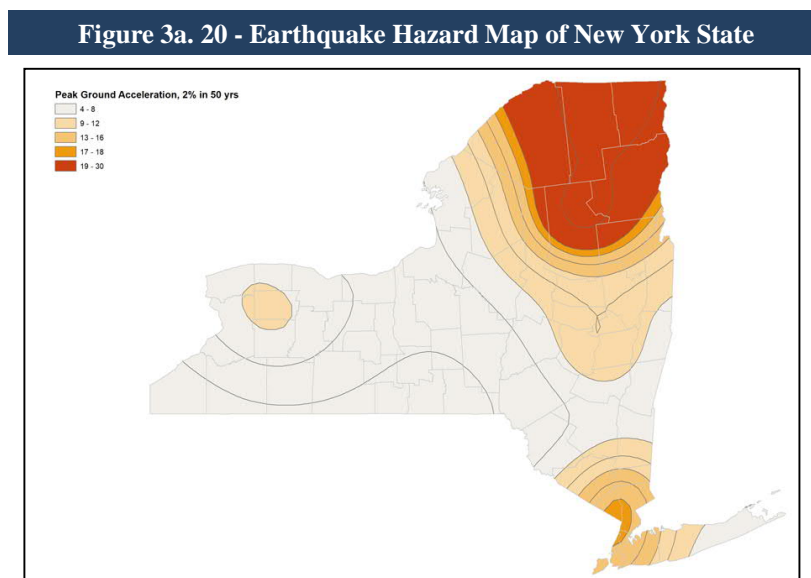 Figure 3a. 20 - Earthquake Hazard Map of New York State
Peak Ground Acceleration, 2% in 50 yrs
4 - 8
9 - 12
13 - 16
17 - 18
19 - 30